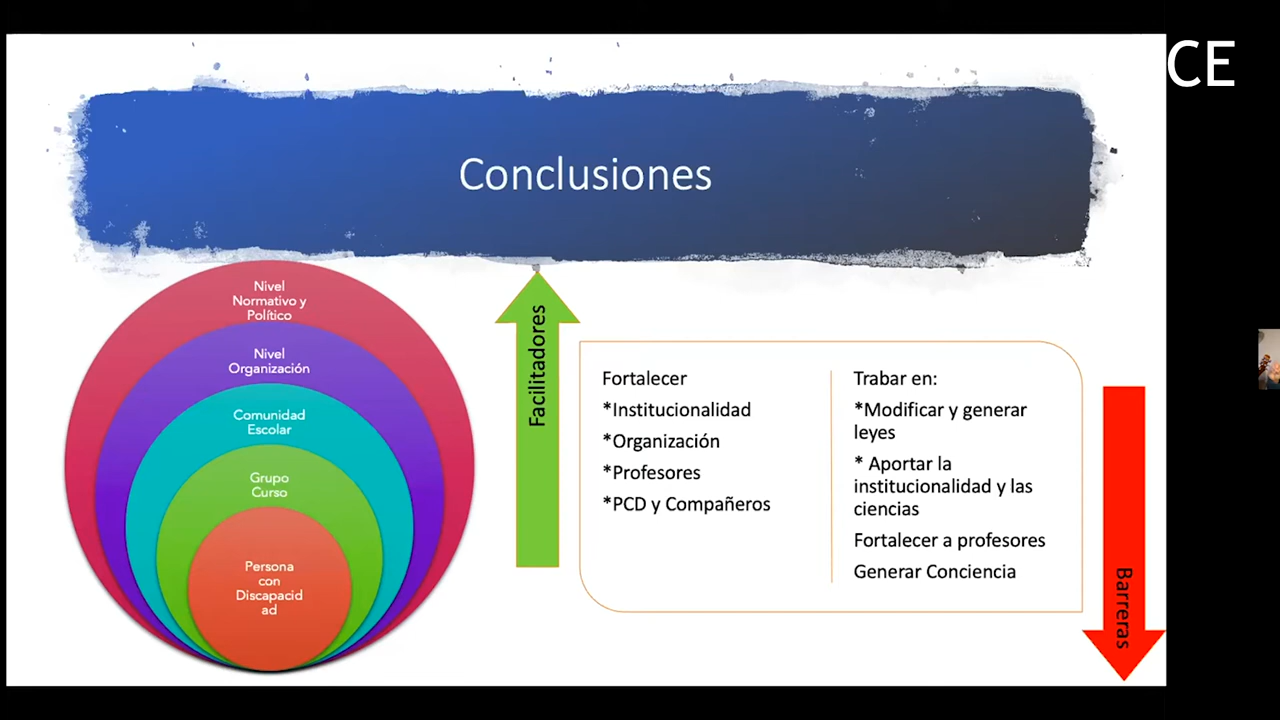 CE
Conclusiones
Nivel
Normativo y
Político
Nivel
Organización
Comunidad
Escolar
Grupo
Curso
Persona
con
Discapacid
ad
Facilitadores
Fortalecer
*Institucionalidad
*Organización
*Profesores
*PCD y Compañeros
Trabar en:
*Modificar y generar
leyes
* Aportar la
institucionalidad y las
ciencias
Fortalecer a profesores
Generar Conciencia
Barreras